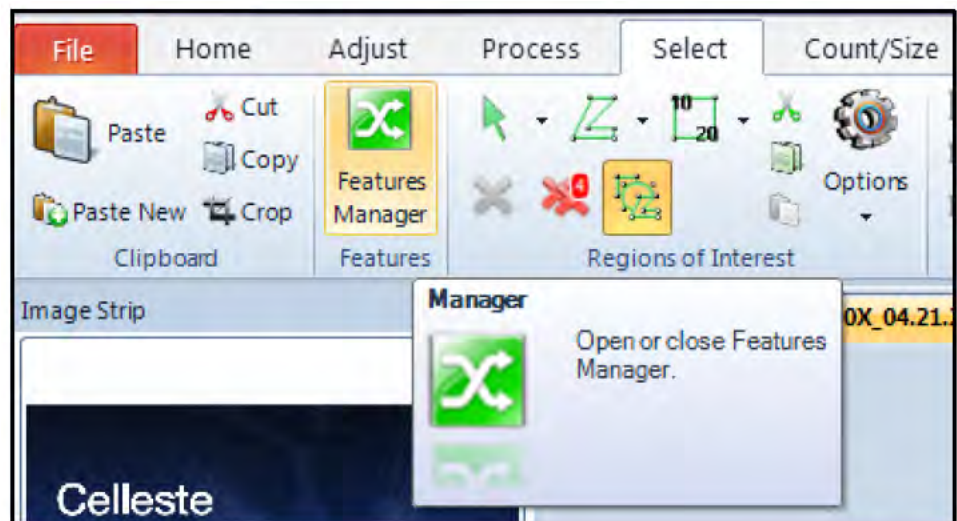 File Home Adjust Process Select Count/Size
Paste
Cut
Copy
Paste New
Crop
Clipboard
Features
Manager
Features
10
20
4
Options
Regions of Interest
Image Strip
Manager
Open or close Features
Manager.
0X_04.21.
Celleste